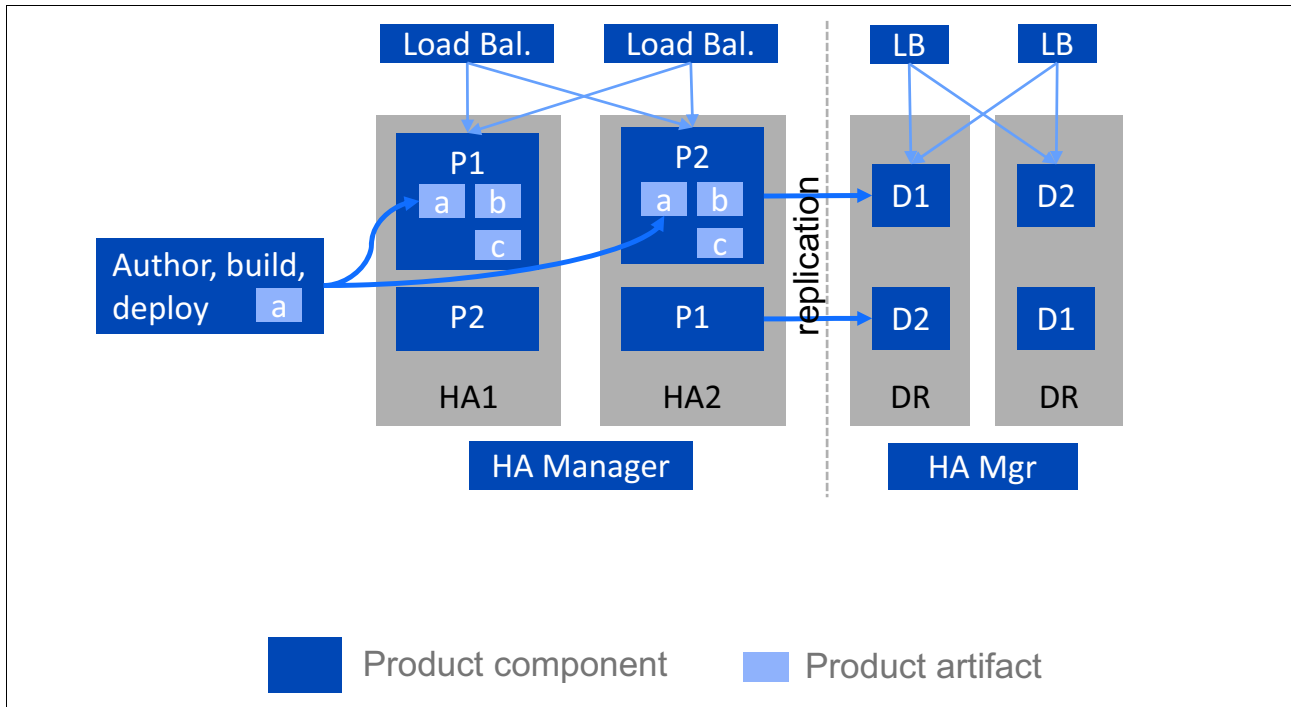 Load Bal.
Load Bal.
LB
LB
P1
a
b
c
P2
a
b
c
D1
D2
replication
Author, build,
deploy
a
P2
P1
D2
D1
HA1
HA2
DR
DR
HA Manager
HA Mgr
Product component
Product artifact